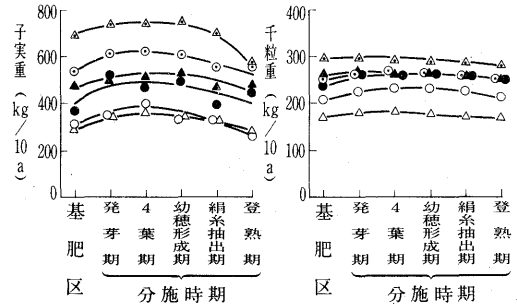 子実重(kg/10a)
800
600
400
200
0
基肥区
発芽期
4葉期
幼穂形成期
絹糸抽出期
登熟期
分施時期
千粒重(kg/10a)
400
300
200
100
0
基肥区
発芽期
4葉期
幼穂形成期
絹糸抽出期
登熟期
分施時期